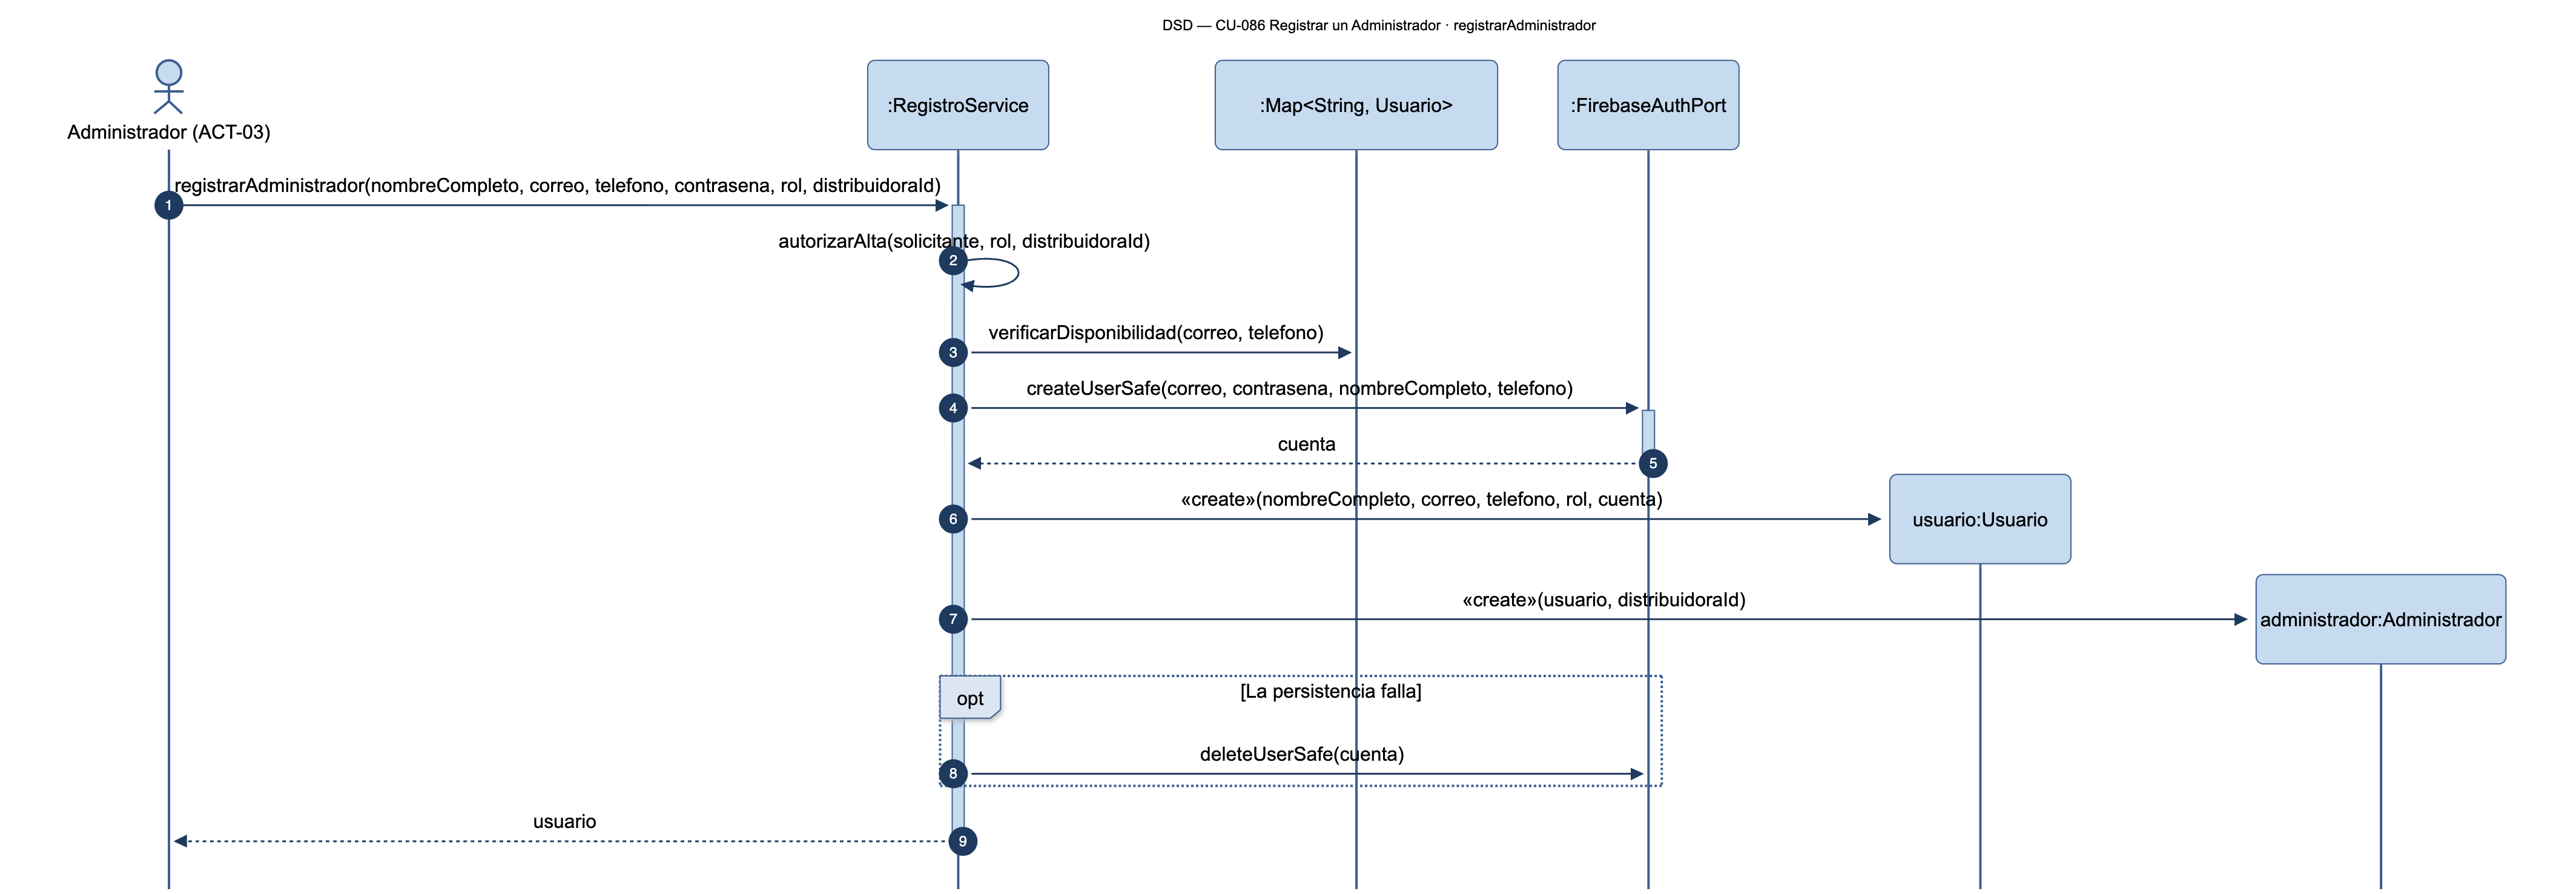 DSD — CU-086 Registrar un Administrador · registrarAdministrador
Administrador (ACT-03)
:RegistroService
:Map<String, Usuario>
:FirebaseAuthPort
registrarAdministrador(nombreCompleto, correo, telefono, contrasena, rol, distribuidoraId)
1
autorizarAlta(solicitante, rol, distribuidoraId)
2
verificarDisponibilidad(correo, telefono)
3
createUserSafe(correo, contrasena, nombreCompleto, telefono)
4
cuenta
5
«create»(nombreCompleto, correo, telefono, rol, cuenta)
6
usuario:Usuario
«create»(usuario, distribuidoraId)
7
administrador:Administrador
opt
[La persistencia falla]
deleteUserSafe(cuenta)
8
usuario
9